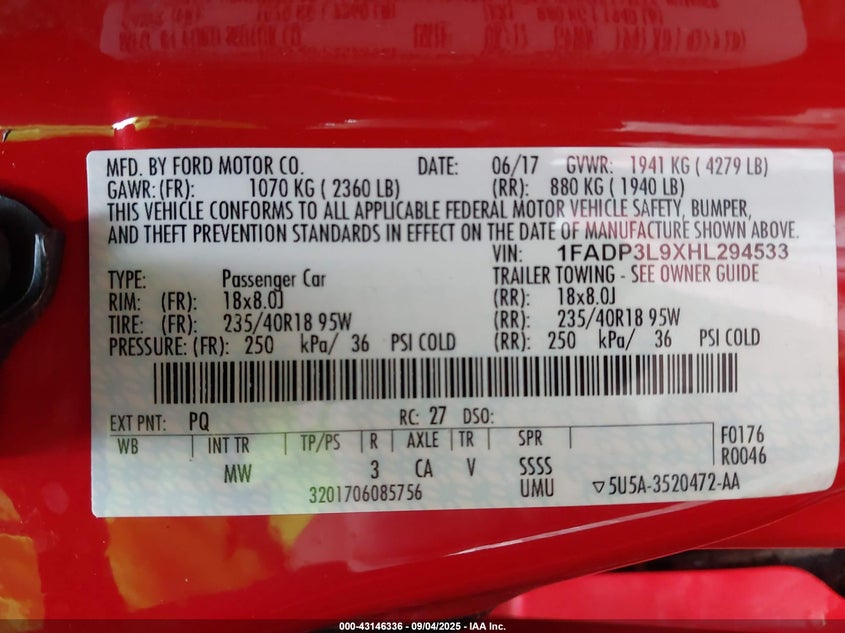 MFD. BY FORD MOTOR CO. DATE: 06/17 GVWR: 1941 KG ( 4279 LB)
GAWR: (FR): 1070 KG ( 2360 LB) (RR): 880 KG ( 1940 LB)
THIS VEHICLE CONFORMS TO ALL APPLICABLE FEDERAL MOTOR VEHICLE SAFETY, BUMPER,
AND THEFT PREVENTION STANDARDS IN EFFECT ON THE DATE OF MANUFACTURE SHOWN ABOVE.
VIN: 1FADP3L9XHL294533
TYPE: Passenger Car TRAILER TOWING - SEE OWNER GUIDE
RIM: (FR): 18x8.0J (RR): 18x8.0J
TIRE: (FR): 235/40R18 95W (RR): 235/40R18 95W
PRESSURE: (FR): 250 kPa/ 36 PSI COLD (RR): 250 kPa/ 36 PSI COLD
EXT PNT: PQ RC: 27 DSO:
WB INT TR TP/PS R AXLE TR SPR F0176
MW 3 CA V SSSS R0046
3201706085756 UMU ▽5U5A-3520472-AA
000-43146336 - 09/04/2025 - IAA Inc.